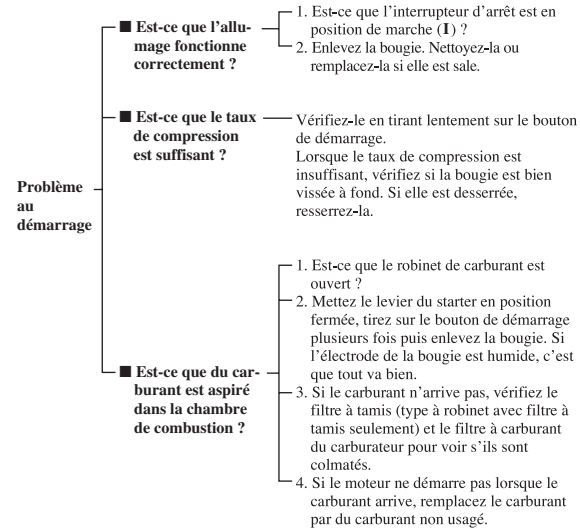 Problème
au
démarrage
■ Est-ce que l'allu-
mage fonctionne
correctement ?
1. Est-ce que l'interrupteur d'arrêt est en
position de marche (I) ?
2. Enlevez la bougie. Nettoyez-la ou
remplacez-la si elle est sale.
■ Est-ce que le taux
de compression
est suffisant ?
Vérifiez-le en tirant lentement sur le bouton
de démarrage.
Lorsque le taux de compression est
insuffisant, vérifiez si la bougie est bien
vissée à fond. Si elle est desserrée,
resserrez-la.
■ Est-ce que du car-
burant est aspiré
dans la chambre
de combustion ?
1. Est-ce que le robinet de carburant est
ouvert ?
2. Mettez le levier du starter en position
fermée, tirez sur le bouton de démarrage
plusieurs fois puis enlevez la bougie. Si
l'électrode de la bougie est humide, c'est
que tout va bien.
3. Si le carburant n'arrive pas, vérifiez le
filtre à tamis (type à robinet avec filtre à
tamis seulement) et le filtre à carburant
du carburateur pour voir s'ils sont
colmatés.
4. Si le moteur ne démarre pas lorsque le
carburant arrive, remplacez le carburant
par du carburant non usagé.